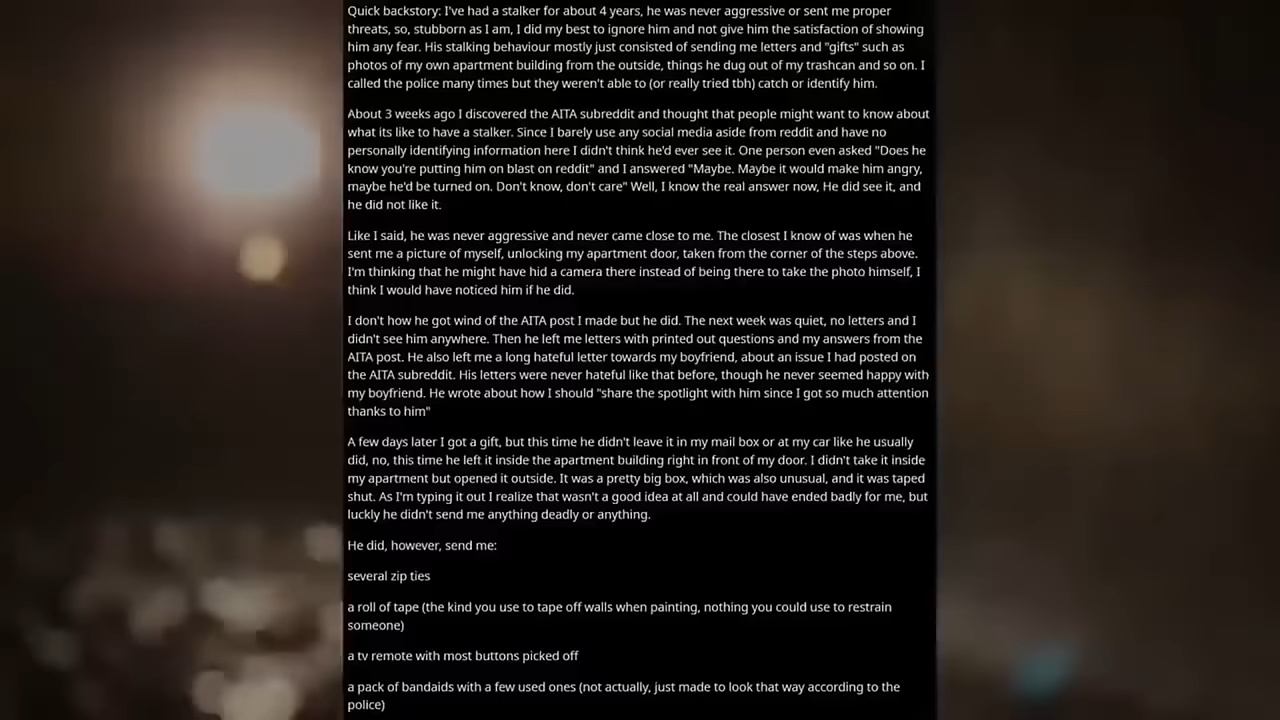 Quick backstory: I've had a stalker for about 4 years, he was never aggressive or sent me proper
threats, so, stubborn as I am, I did my best to ignore him and not give him the satisfaction of showing
him any fear. His stalking behaviour mostly just consisted of sending me letters and "gifts" such as
photos of my own apartment building from the outside, things he dug out of my trashcan and so on. I
called the police many times but they weren't able to (or really tried tbh) catch or identify him.
About 3 weeks ago I discovered the AITA subreddit and thought that people might want to know about
what its like to have a stalker. Since I barely use any social media aside from reddit and have no
personally identifying information here I didn't think he'd ever see it. One person even asked "Does he
know you're putting him on blast on reddit" and I answered "Maybe. Maybe it would make him angry,
maybe he'd be turned on. Don't know, don't care" Well, I know the real answer now, He did see it, and
he did not like it.
Like I said, he was never aggressive and never came close to me. The closest I know of was when he
sent me a picture of myself, unlocking my apartment door, taken from the corner of the steps above.
I'm thinking that he might have hid a camera there instead of being there to take the photo himself, I
think I would have noticed him if he did.
I don't how he got wind of the AITA post I made but he did. The next week was quiet, no letters and I
didn't see him anywhere. Then he left me letters with printed out questions and my answers from the
AITA post. He also left me a long hateful letter towards my boyfriend, about an issue I had posted on
the AITA subreddit. His letters were never hateful like that before, though he never seemed happy with
my boyfriend. He wrote about how I should "share the spotlight with him since I got so much attention
thanks to him"
A few days later I got a gift, but this time he didn't leave it in my mail box or at my car like he usually
did, no, this time he left it inside the apartment building right in front of my door. I didn't take it inside
my apartment but opened it outside. It was a pretty big box, which was also unusual, and it was taped
shut. As I'm typing it out I realize that wasn't a good idea at all and could have ended badly for me, but
luckly he didn't send me anything deadly or anything.
He did, however, send me:
several zip ties
a roll of tape (the kind you use to tape off walls when painting, nothing you could use to restrain
someone)
a tv remote with most buttons picked off
a pack of bandaids with a few used ones (not actually, just made to look that way according to the
police)